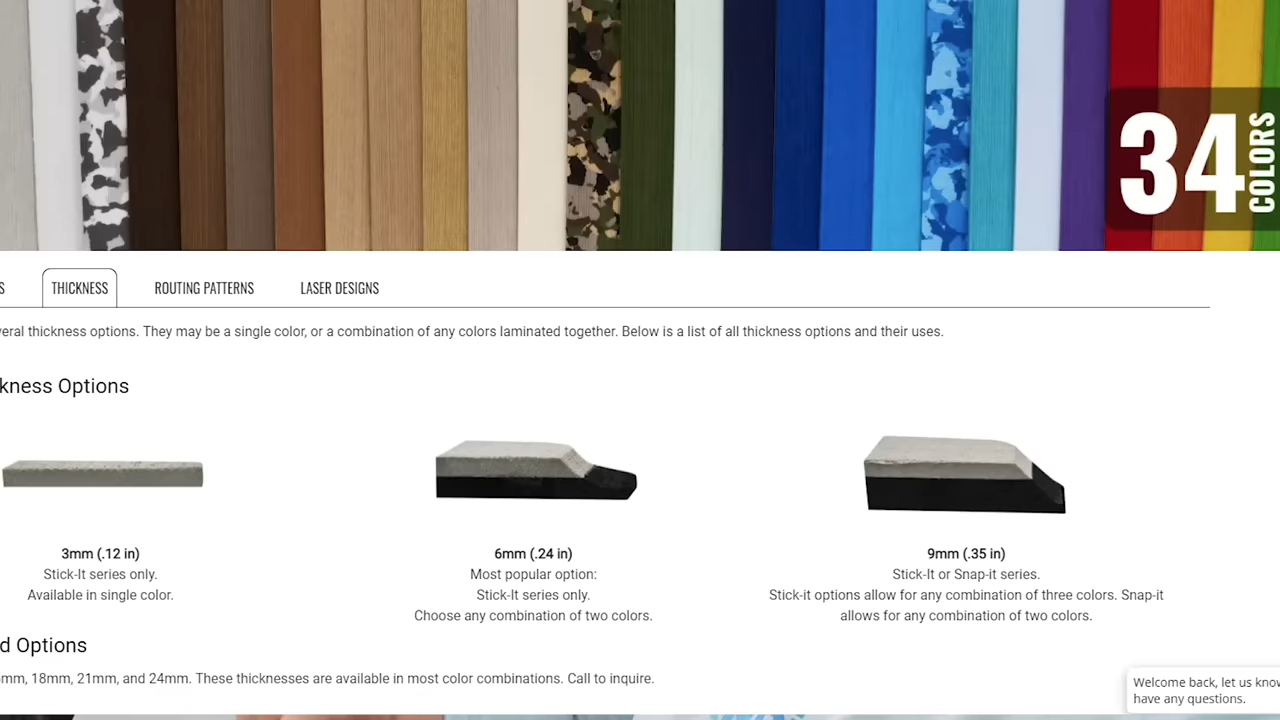 34
COLORS
THICKNESS
ROUTING PATTERNS
LASER DESIGNS
thickness options. They may be a single color, or a combination of any colors laminated together. Below is a list of all thickness options and their uses.
Options
3mm (.12 in)
Stick-It series only.
Available in single color.
6mm (.24 in)
Most popular option:
Stick-It series only.
Choose any combination of two colors.
9mm (.35 in)
Stick-It or Snap-it series.
Stick-it options allow for any combination of three colors. Snap-it
allows for any combination of two colors.
Options
18mm, 21mm, and 24mm. These thicknesses are available in most color combinations. Call to inquire.
Welcome back, let us know
have any questions.